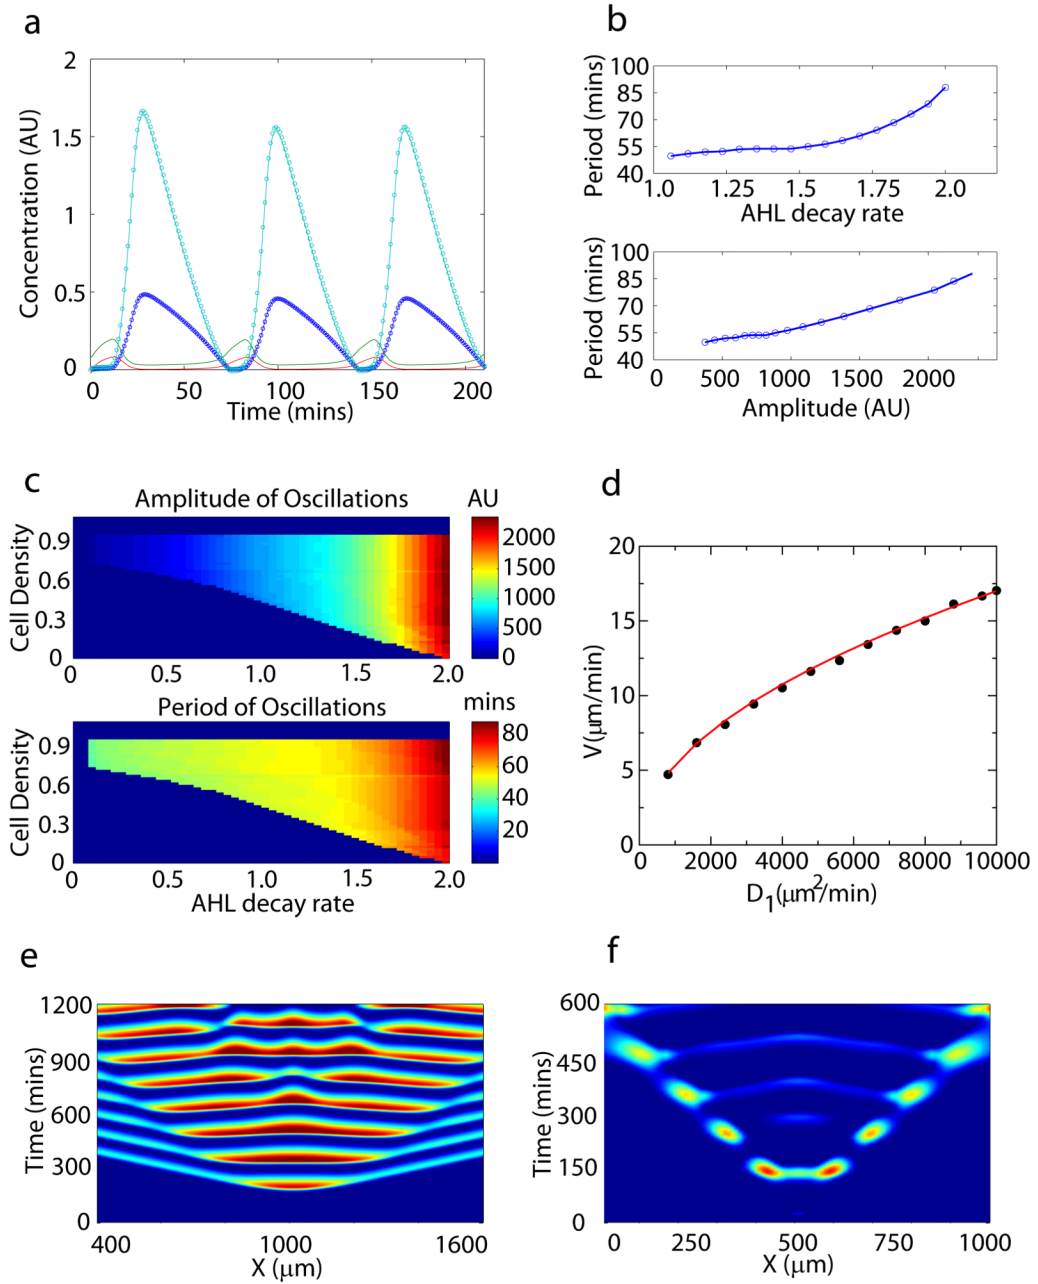 a
2
1.5
1
0.5
0
Concentration (AU)
0 50 100 150 200
Time (mins)
b
100
85
70
55
40
Period (mins)
1.0 1.25 1.5 1.75 2.0
AHL decay rate
100
85
70
55
40
Period (mins)
0 500 1000 1500 2000
Amplitude (AU)
c
Amplitude of Oscillations AU
0.9
0.6
0.3
0
Cell Density
0 0.5 1.0 1.5 2.0
2000
1500
1000
500
0
Period of Oscillations mins
0.9
0.6
0.3
0
Cell Density
0 0.5 1.0 1.5 2.0
AHL decay rate
80
60
40
20
d
20
15
10
5
0
V(μm/min)
0 2000 4000 6000 8000 10000
D1(μm2/min)
e
1200
900
600
300
0
Time (mins)
400 1000 1600
X (μm)
f
600
450
300
150
0
Time (mins)
0 250 500 750 1000
X (μm)